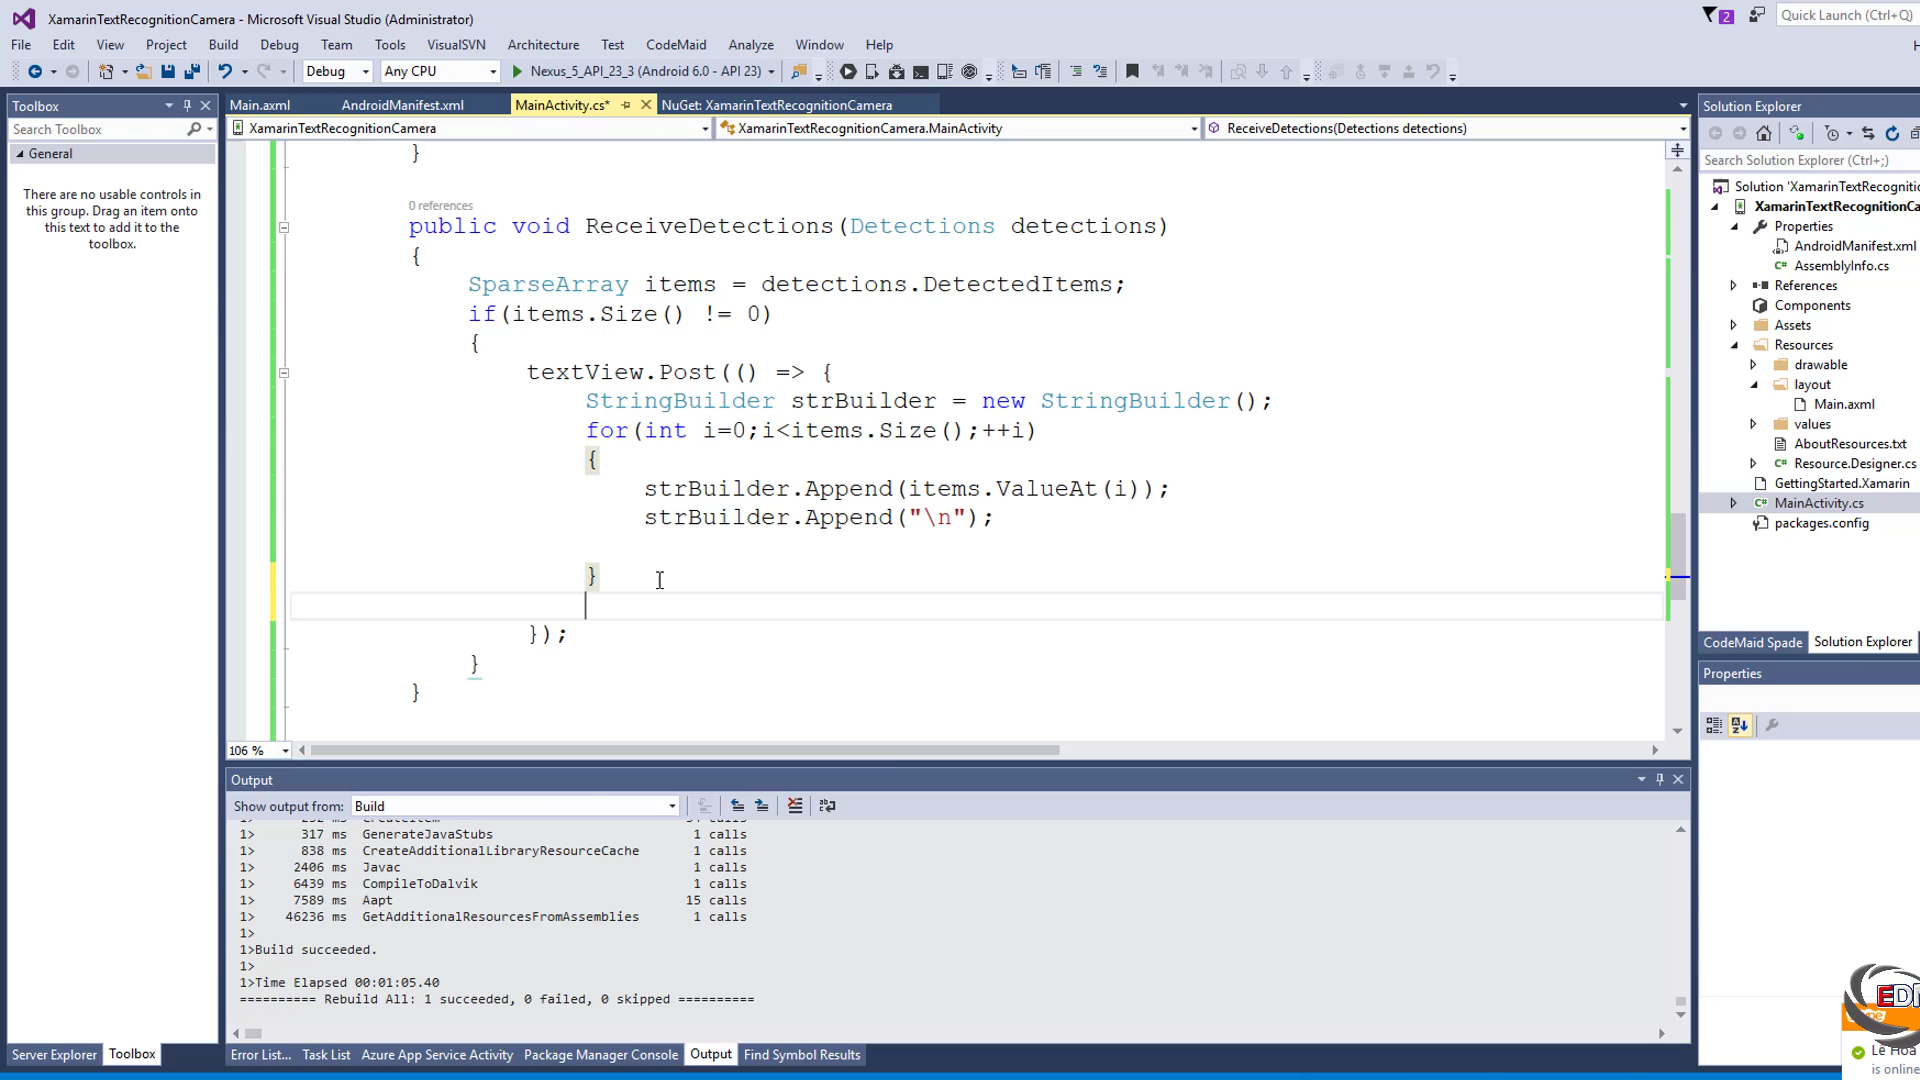 XamarinTextRecognitionCamera - Microsoft Visual Studio (Administrator)
2
Quick Launch (Ctrl+Q)
File Edit View Project Build Debug Team Tools VisualSVN Architecture Test CodeMaid Analyze Window Help
Debug Any CPU Nexus_5_API_23_3 (Android 6.0 - API 23)
Toolbox
Search Toolbox
General
There are no usable controls in
this group. Drag an item onto
this text to add it to the
toolbox.
Main.axml AndroidManifest.xml MainActivity.cs* NuGet: XamarinTextRecognitionCamera
XamarinTextRecognitionCamera XamarinTextRecognitionCamera.MainActivity ReceiveDetections(Detections detections)
}
0 references
public void ReceiveDetections(Detections detections)
{
SparseArray items = detections.DetectedItems;
if(items.Size() != 0)
{
textView.Post(() => {
StringBuilder strBuilder = new StringBuilder();
for(int i=0;i<items.Size();++i)
{
strBuilder.Append(items.ValueAt(i));
strBuilder.Append("\n");
}
});
}
}
106 %
Output
Show output from: Build
1> 317 ms GenerateJavaStubs 1 calls
1> 838 ms CreateAdditionalLibraryResourceCache 1 calls
1> 2406 ms Javac 1 calls
1> 6439 ms CompileToDalvik 1 calls
1> 7589 ms Aapt 15 calls
1> 46236 ms GetAdditionalResourcesFromAssemblies 1 calls
1>
1>Build succeeded.
1>
1>Time Elapsed 00:01:05.40
========== Rebuild All: 1 succeeded, 0 failed, 0 skipped ==========
Server Explorer Toolbox
Error List... Task List Azure App Service Activity Package Manager Console Output Find Symbol Results
Solution Explorer
Search Solution Explorer (Ctrl+;)
Solution 'XamarinTextRecogniti
XamarinTextRecognitionCa
Properties
AndroidManifest.xml
AssemblyInfo.cs
References
Components
Assets
Resources
drawable
layout
Main.axml
values
AboutResources.txt
Resource.Designer.cs
GettingStarted.Xamarin
MainActivity.cs
packages.config
CodeMaid Spade Solution Explorer
Properties
Le Hoa
is online